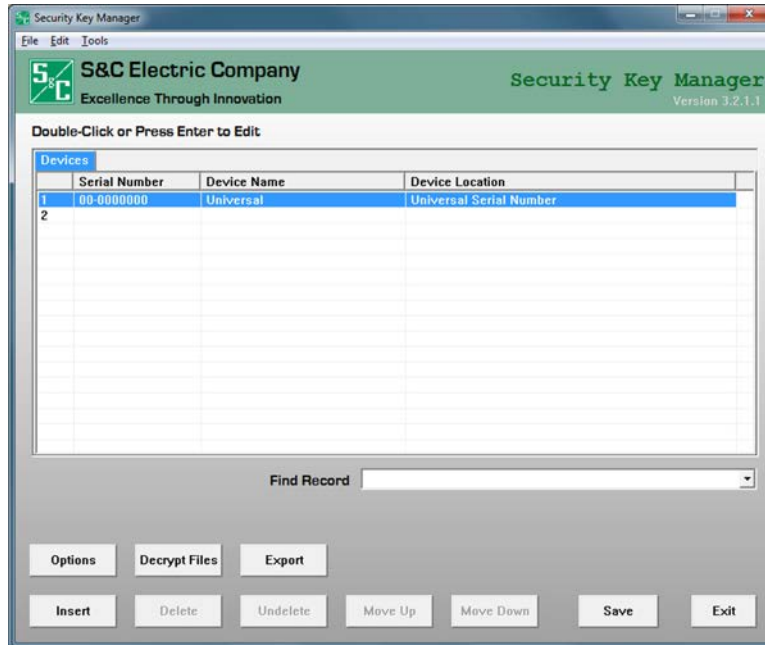 Security Key Manager
File Edit Tools
S&C
S&C Electric Company
Excellence Through Innovation
Security Key Manager
Version 3.2.1.1
Double-Click or Press Enter to Edit
Devices
Serial Number Device Name Device Location
1 00-0000000 Universal Universal Serial Number
2
Find Record
Options Decrypt Files Export
Insert Delete Undelete Move Up Move Down Save Exit